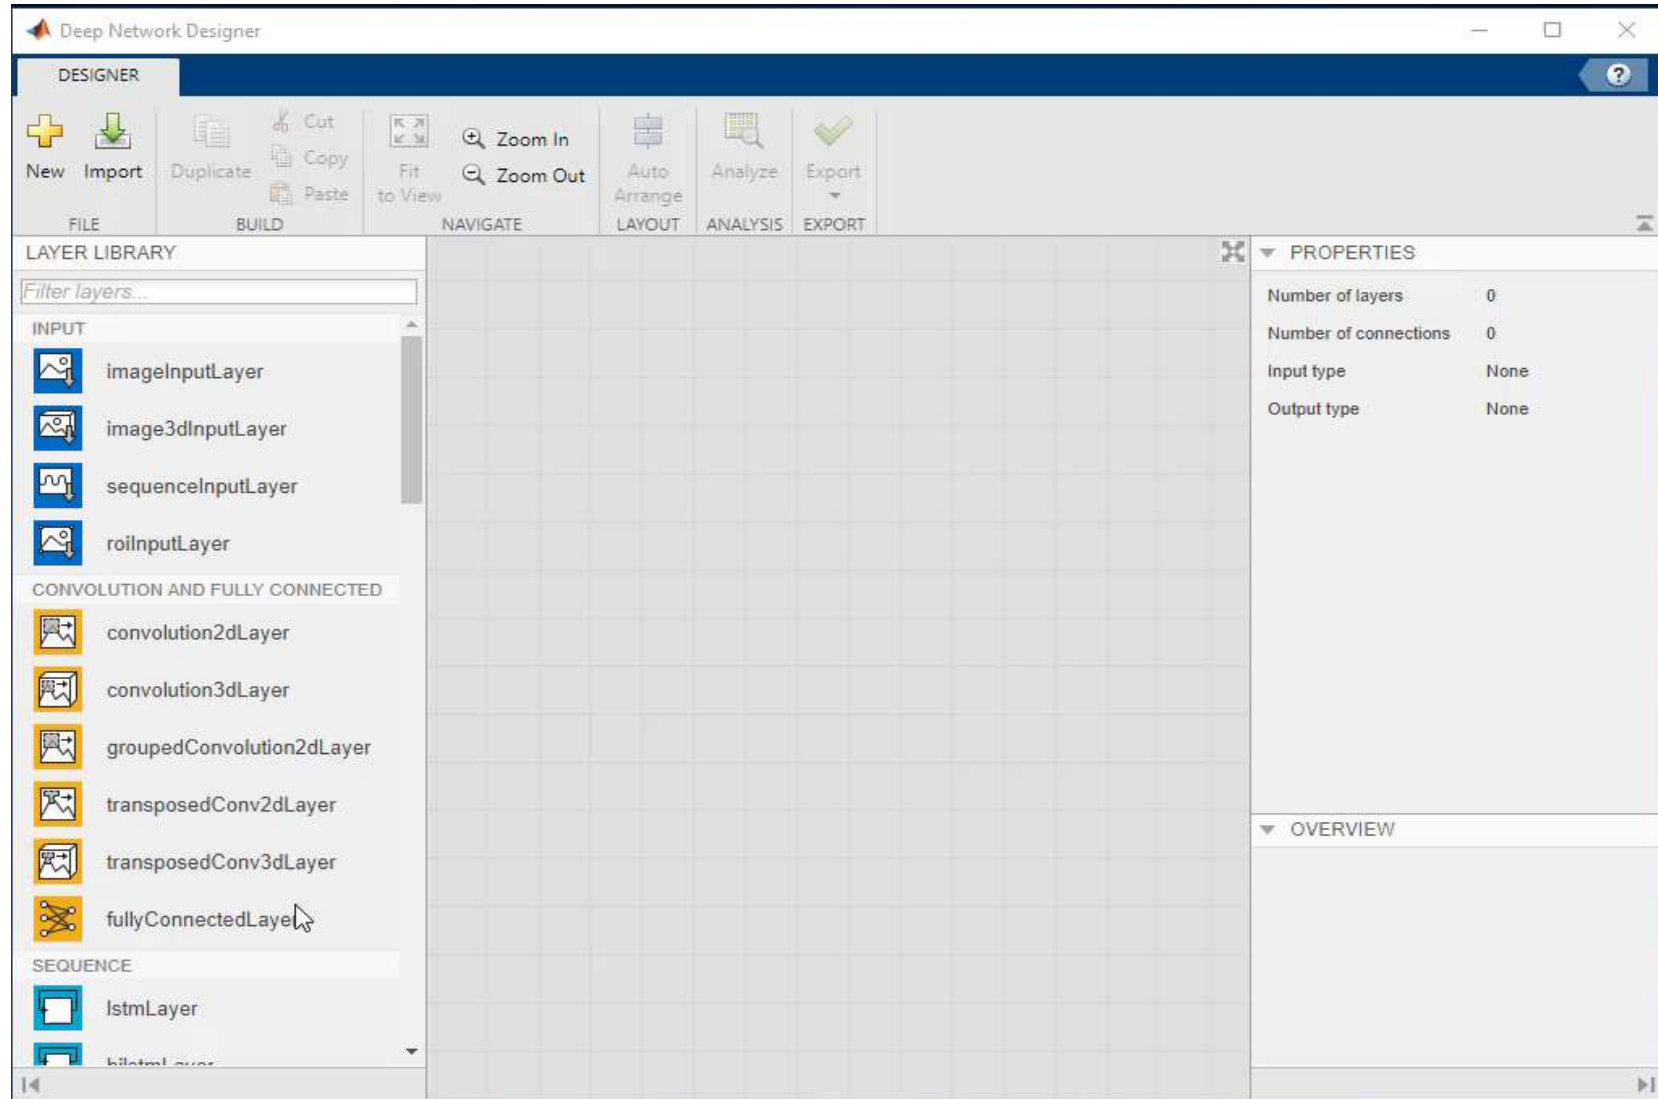 Deep Network Designer
DESIGNER
?
New
Import
Duplicate
Cut
Copy
Paste
Fit
to View
Zoom In
Zoom Out
Auto
Arrange
Analyze
Export
FILE
BUILD
NAVIGATE
LAYOUT
ANALYSIS
EXPORT
LAYER LIBRARY
Filter layers...
INPUT
imageInputLayer
image3dInputLayer
sequenceInputLayer
roiInputLayer
CONVOLUTION AND FULLY CONNECTED
convolution2dLayer
convolution3dLayer
groupedConvolution2dLayer
transposedConv2dLayer
transposedConv3dLayer
fullyConnectedLayer
SEQUENCE
lstmLayer
bilstmLayer
PROPERTIES
Number of layers 0
Number of connections 0
Input type None
Output type None
OVERVIEW